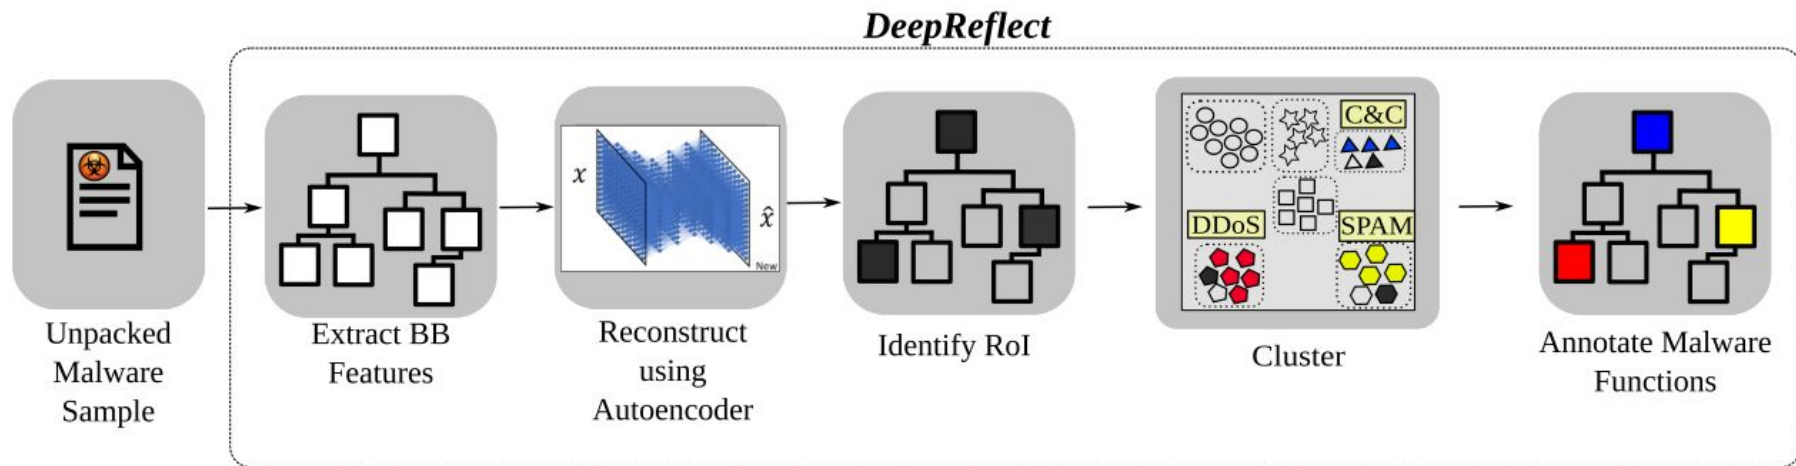 DeepReflect
x
x̂
New
C&C
DDoS
SPAM
Unpacked
Malware
Sample
Extract BB
Features
Reconstruct
using
Autoencoder
Identify RoI
Cluster
Annotate Malware
Functions